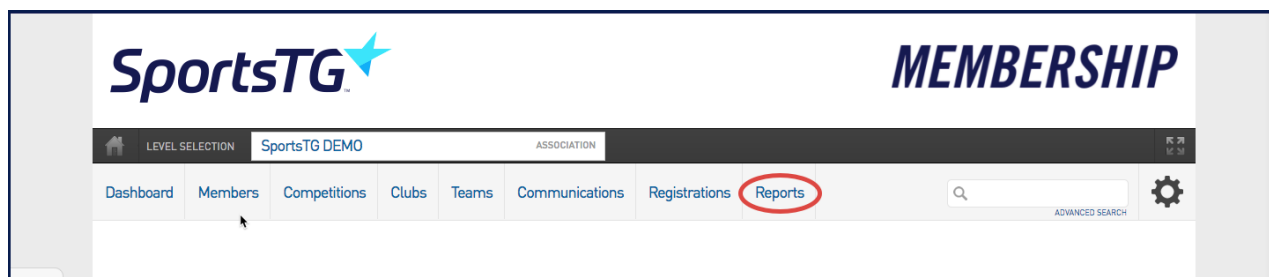 SportsTG
MEMBERSHIP
LEVEL SELECTION SportsTG DEMO ASSOCIATION
Dashboard Members Competitions Clubs Teams Communications Registrations Reports
ADVANCED SEARCH